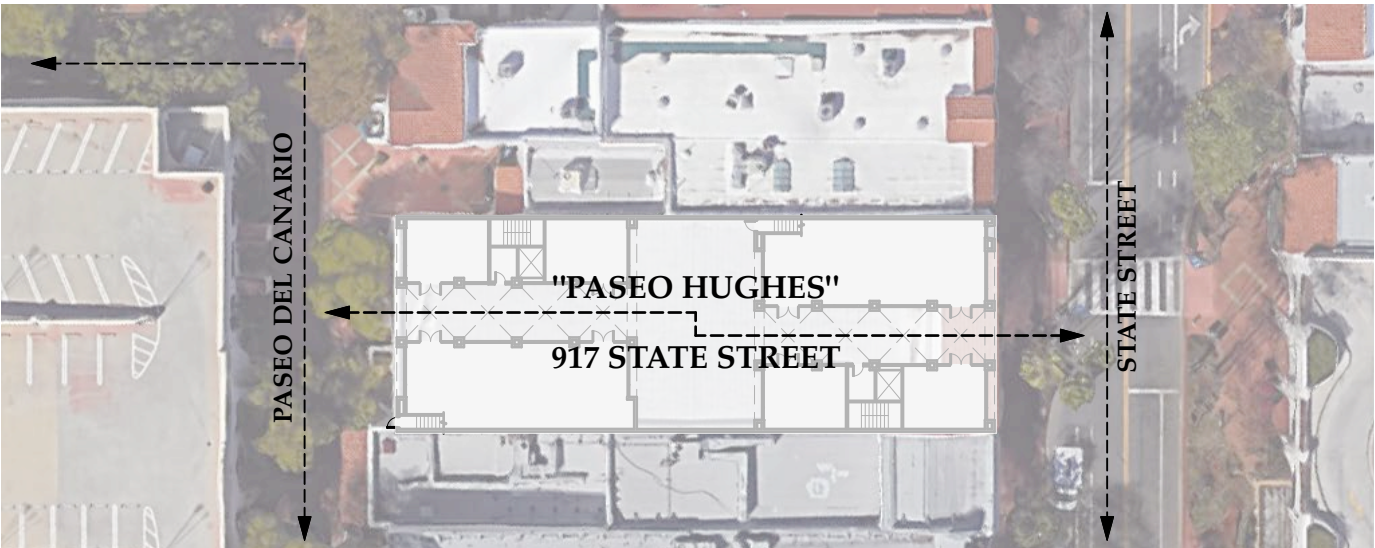 PASEO DEL CANARIO
"PASEO HUGHES"
917 STATE STREET
STATE STREET